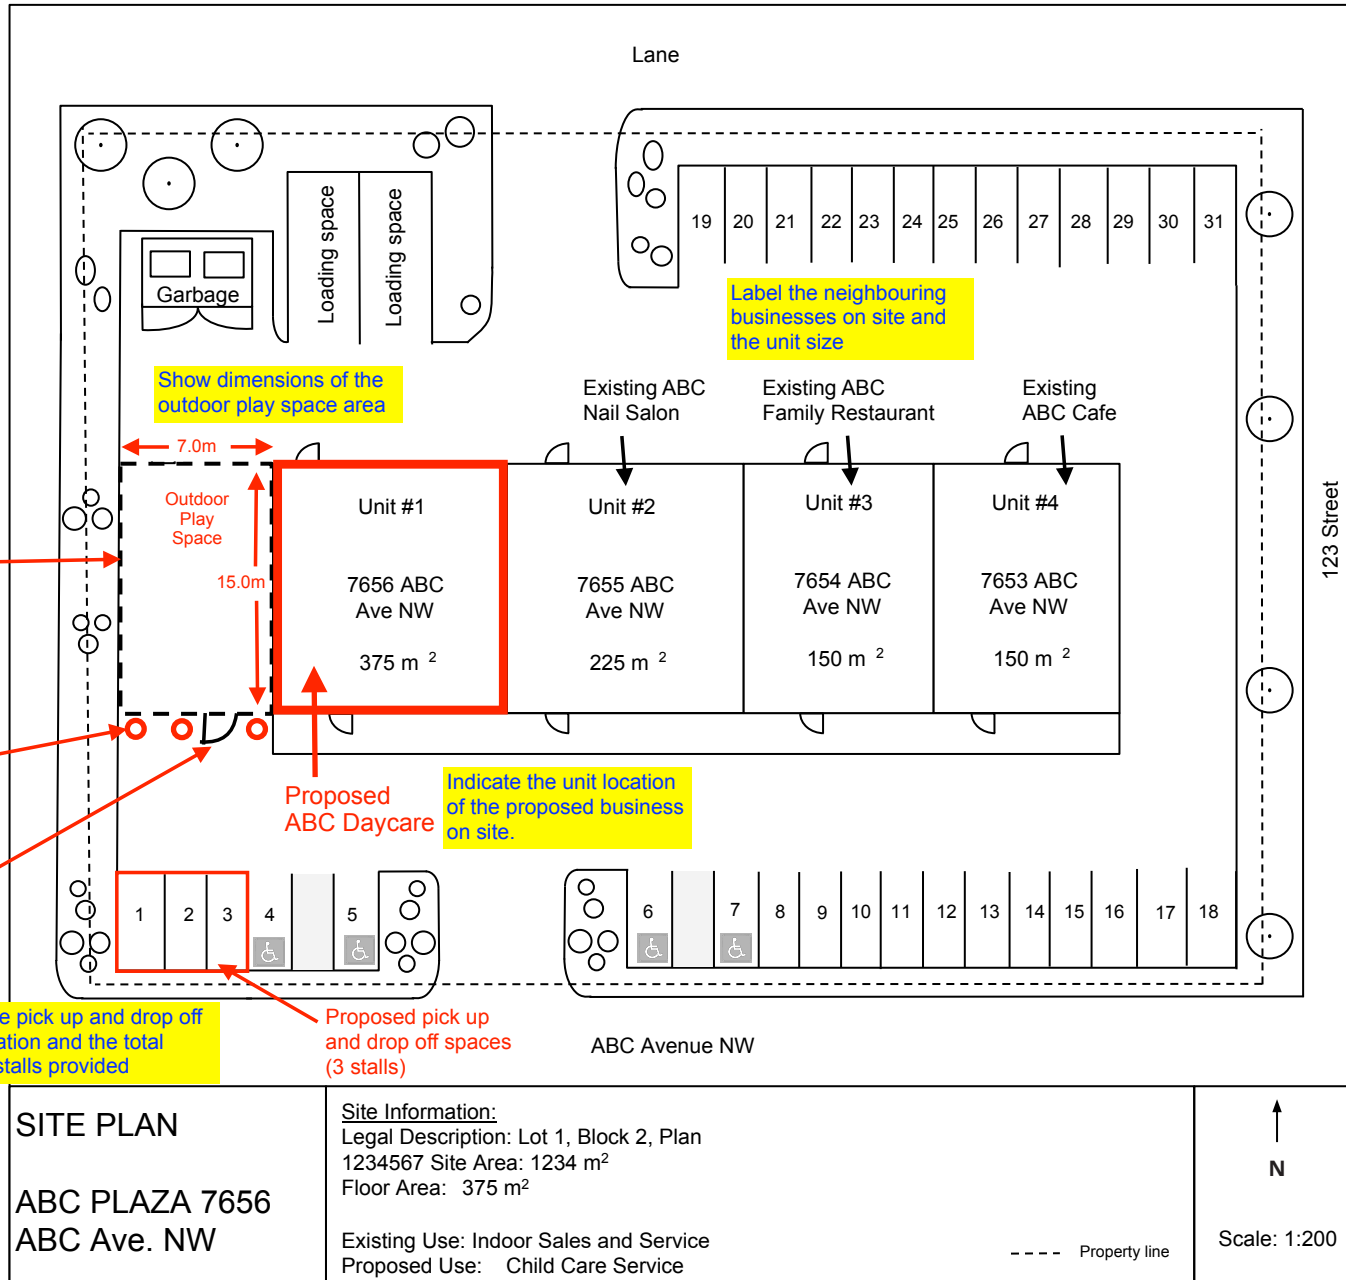 Lane
19 20 21 22 23 24 25 26 27 28 29 30 31
Loading space
Loading space
Garbage
Label the neighbouring
businesses on site and
the unit size
Show dimensions of the
outdoor play space area
Existing ABC
Nail Salon
Existing ABC
Family Restaurant
Existing
ABC Cafe
7.0m
Outdoor
Play
Space
15.0m
Unit #1
7656 ABC
Ave NW
375 m 2
Unit #2
7655 ABC
Ave NW
225 m 2
Unit #3
7654 ABC
Ave NW
150 m 2
Unit #4
7653 ABC
Ave NW
150 m 2
123 Street
Proposed
ABC Daycare
Indicate the unit location
of the proposed business
on site.
1 2 3 4 5
6 7 8 9 10 11 12 13 14 15 16 17 18
pick up and drop off
and the total
stalls provided
Proposed pick up
and drop off spaces
(3 stalls)
ABC Avenue NW
SITE PLAN
ABC PLAZA 7656
ABC Ave. NW
Site Information:
Legal Description: Lot 1, Block 2, Plan
1234567 Site Area: 1234 m²
Floor Area: 375 m²
Existing Use: Indoor Sales and Service
Proposed Use: Child Care Service
Property line
N
Scale: 1:200